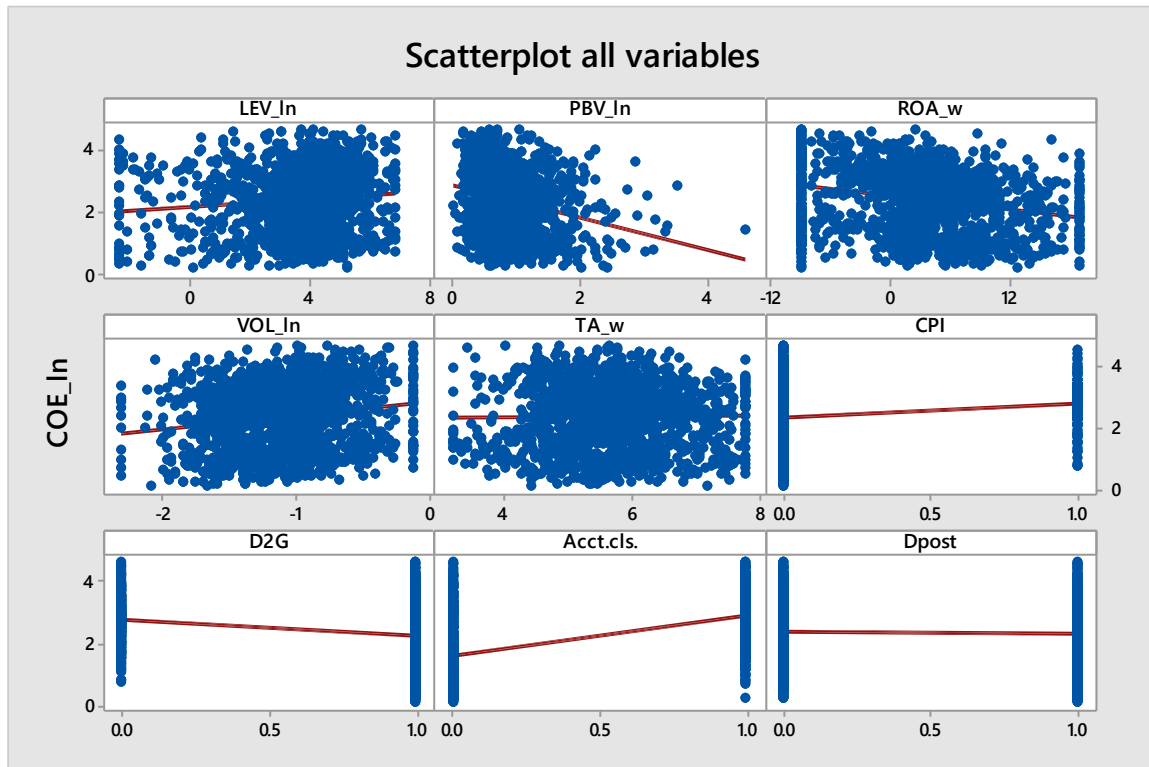 Scatterplot all variables
LEV_ln PBV_ln ROA_w
4
2
0
0 4 8 0 2 4 -12 0 12
VOL_ln TA_w CPI
4
2
0
-2 -1 0 4 6 8 0.0 0.5 1.0
D2G Acct.cls. Dpost
4
2
0
0.0 0.5 1.0 0.0 0.5 1.0 0.0 0.5 1.0
COE_ln